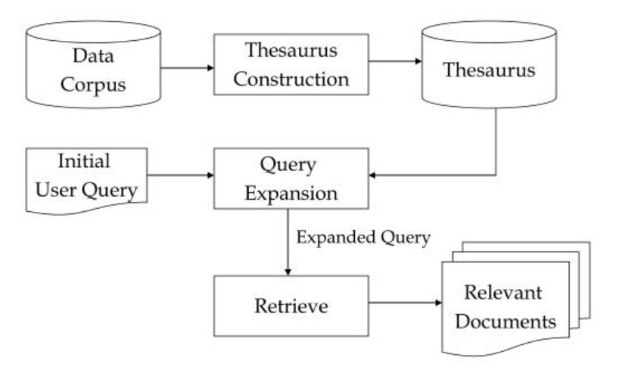 Data
Corpus
Thesaurus
Construction
Thesaurus
Initial
User Query
Query
Expansion
Expanded Query
Retrieve
Relevant
Documents